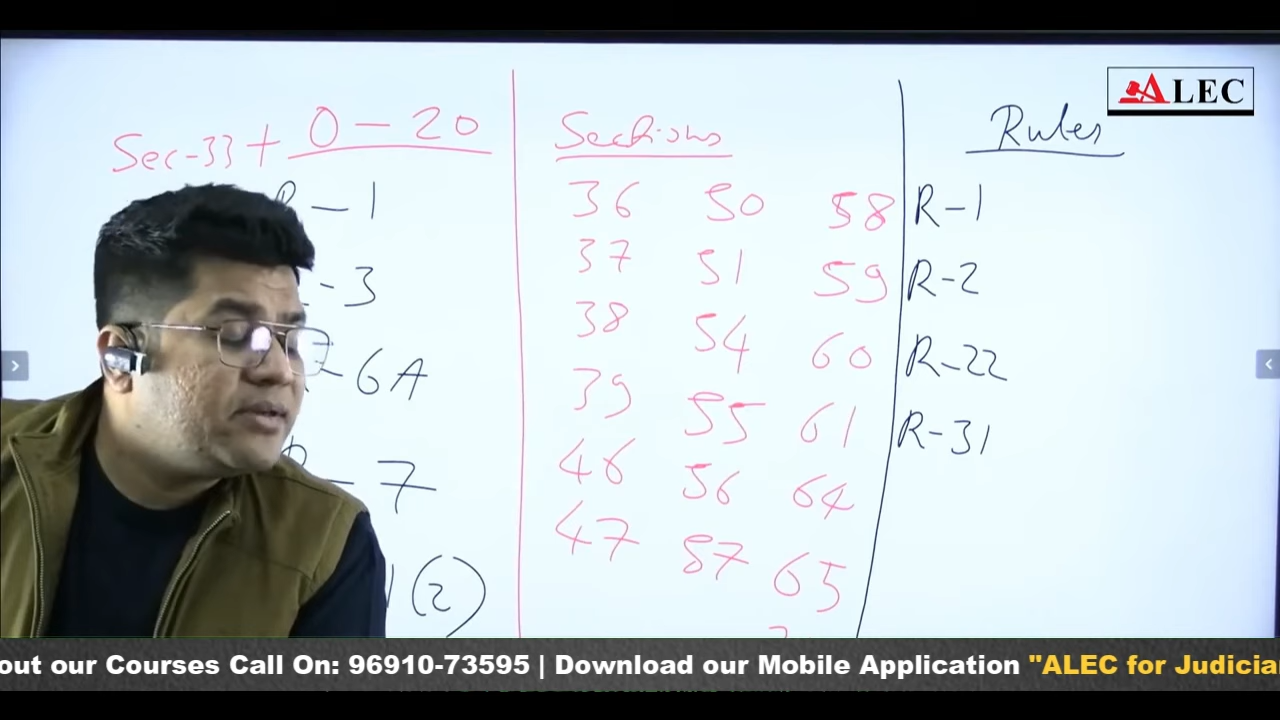 ALEC
Sec-33 + O-20
R-1
-3
-6A
-7
(2)
Sections
36 50 58
37 51 59
38 54 60
39 55 61
46 56 64
47 57 65
Rules
R-1
R-2
R-22
R-31
out our Courses Call On: 96910-73595 | Download our Mobile Application "ALEC for Judicia